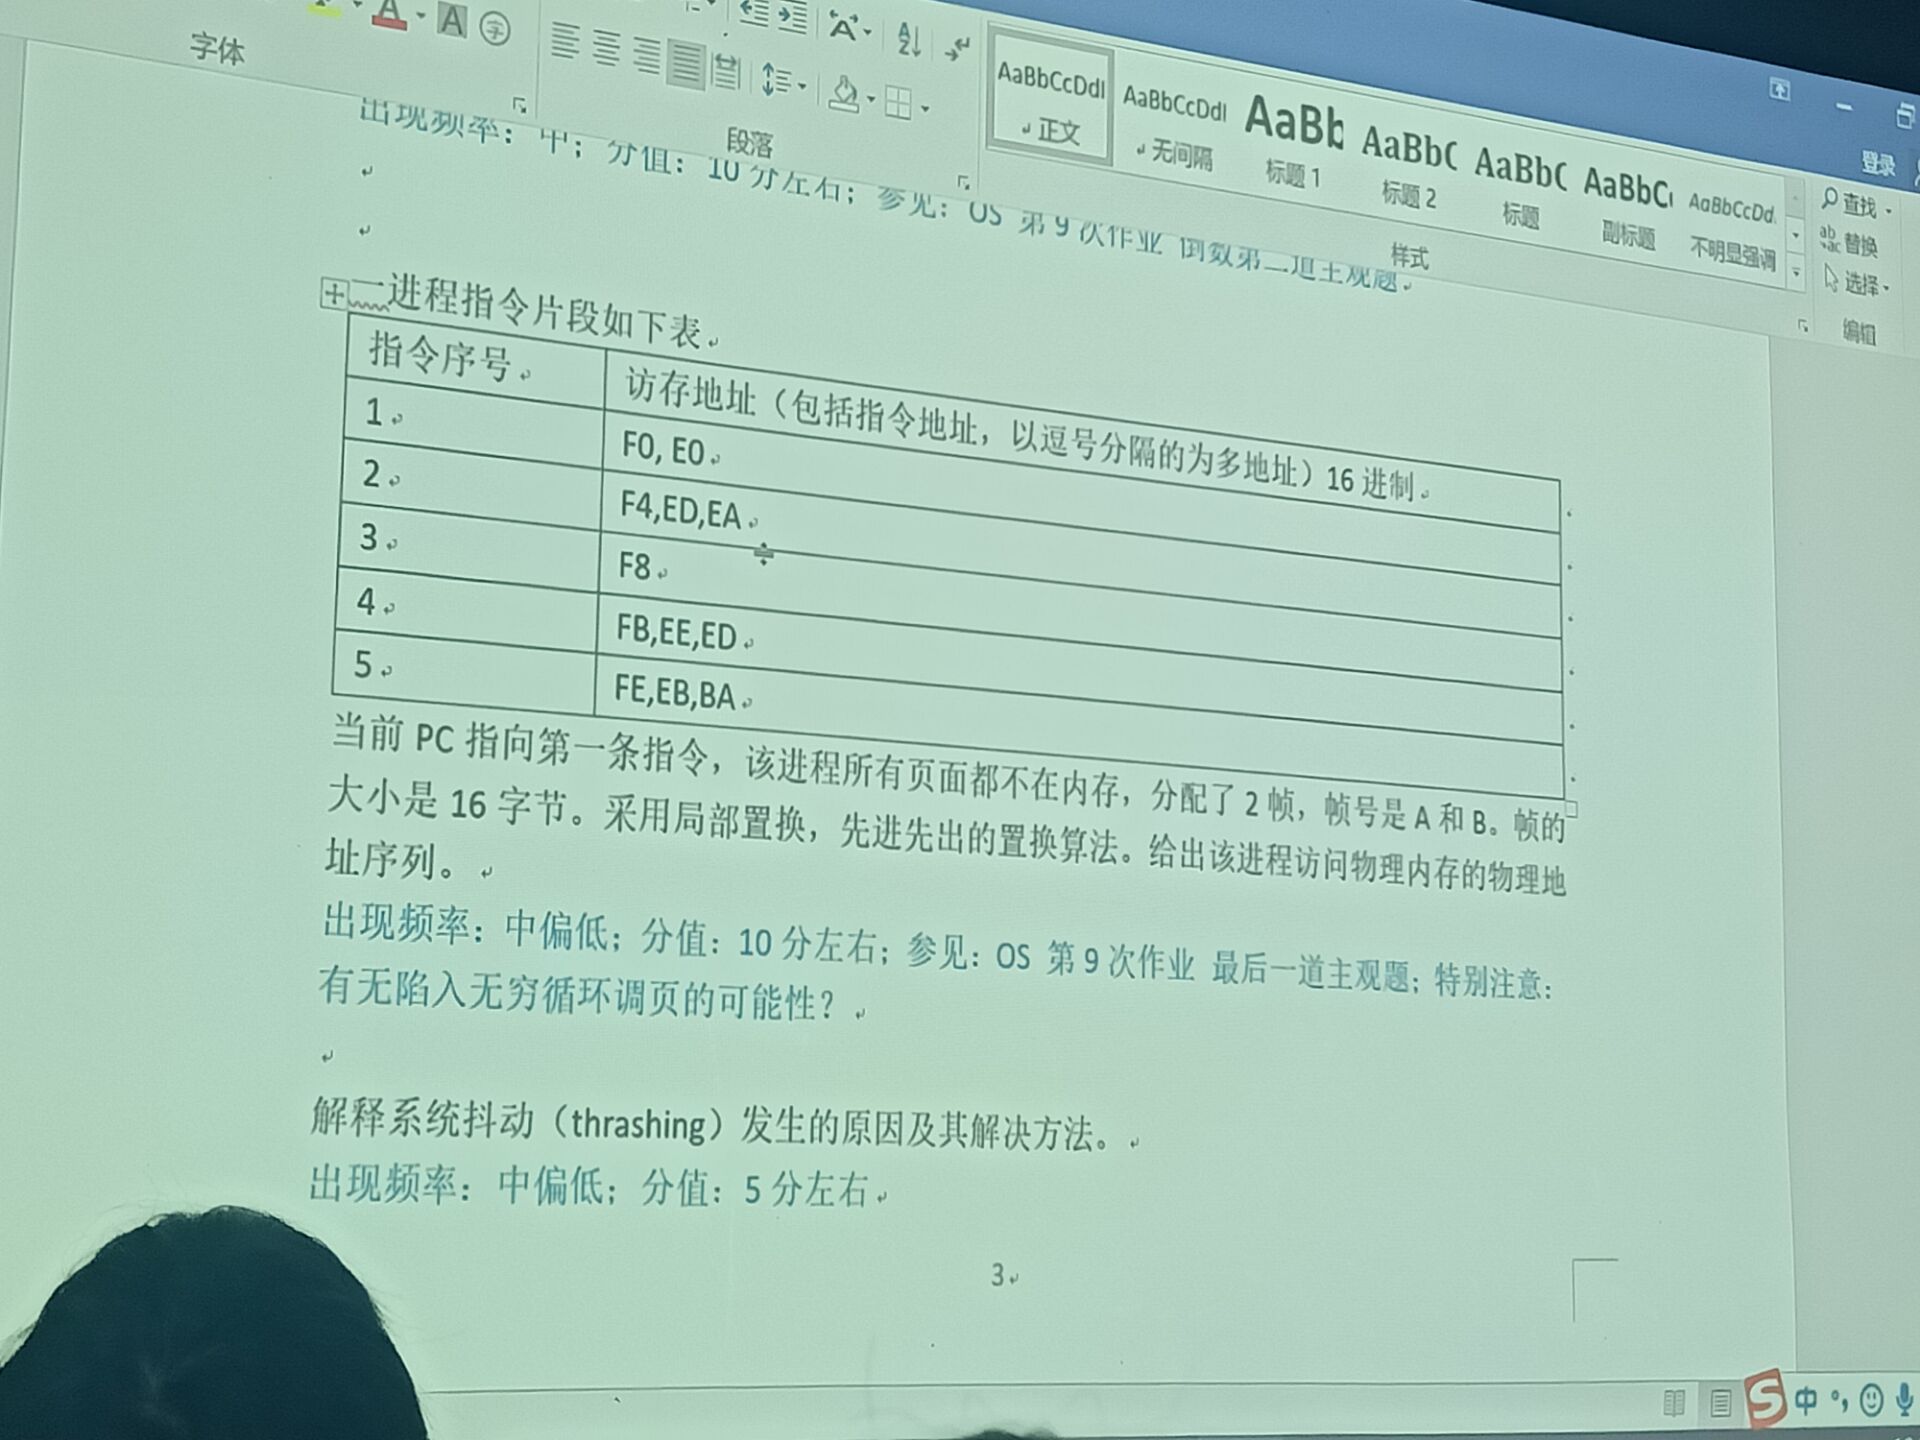 字体
段落
AaBbCcDdI
正文
AaBbCcDdI
无间隔
AaBb
标题 1
AaBbC
标题 2
AaBbC
标题
AaBbC
副标题
AaBbCcDd
不明显强调
样式
登录
查找
替换
选择
编辑
出现频率：中；分值：10 分左右；参见：OS 第 9 次作业 倒数第二道主观题
一进程指令片段如下表
指令序号 访存地址（包括指令地址，以逗号分隔的为多地址）16 进制
1 F0, E0
2 F4,ED,EA
3 F8
4 FB,EE,ED
5 FE,EB,BA
当前 PC 指向第一条指令，该进程所有页面都不在内存，分配了 2 帧，帧号是 A 和 B。帧的
大小是 16 字节。采用局部置换，先进先出的置换算法。给出该进程访问物理内存的物理地
址序列。
出现频率：中偏低；分值：10 分左右；参见：OS 第 9 次作业 最后一道主观题；特别注意：
有无陷入无穷循环调页的可能性？
解释系统抖动（thrashing）发生的原因及其解决方法。
出现频率：中偏低；分值：5 分左右
3
S 中